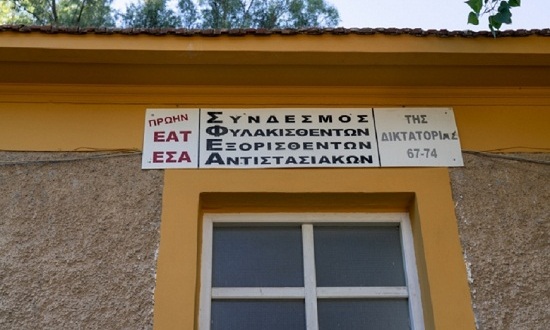 ΠΡΩΗΝ
ΕΑΤ
ΕΣΑ
ΣΥΝΔΕΣΜΟΣ
ΦΥΛΑΚΙΣΘΕΝΤΩΝ
ΕΞΟΡΙΣΘΕΝΤΩΝ
ΑΝΤΙΣΤΑΣΙΑΚΩΝ
ΤΗΣ
ΔΙΚΤΑΤΟΡΙΑΣ
67-74